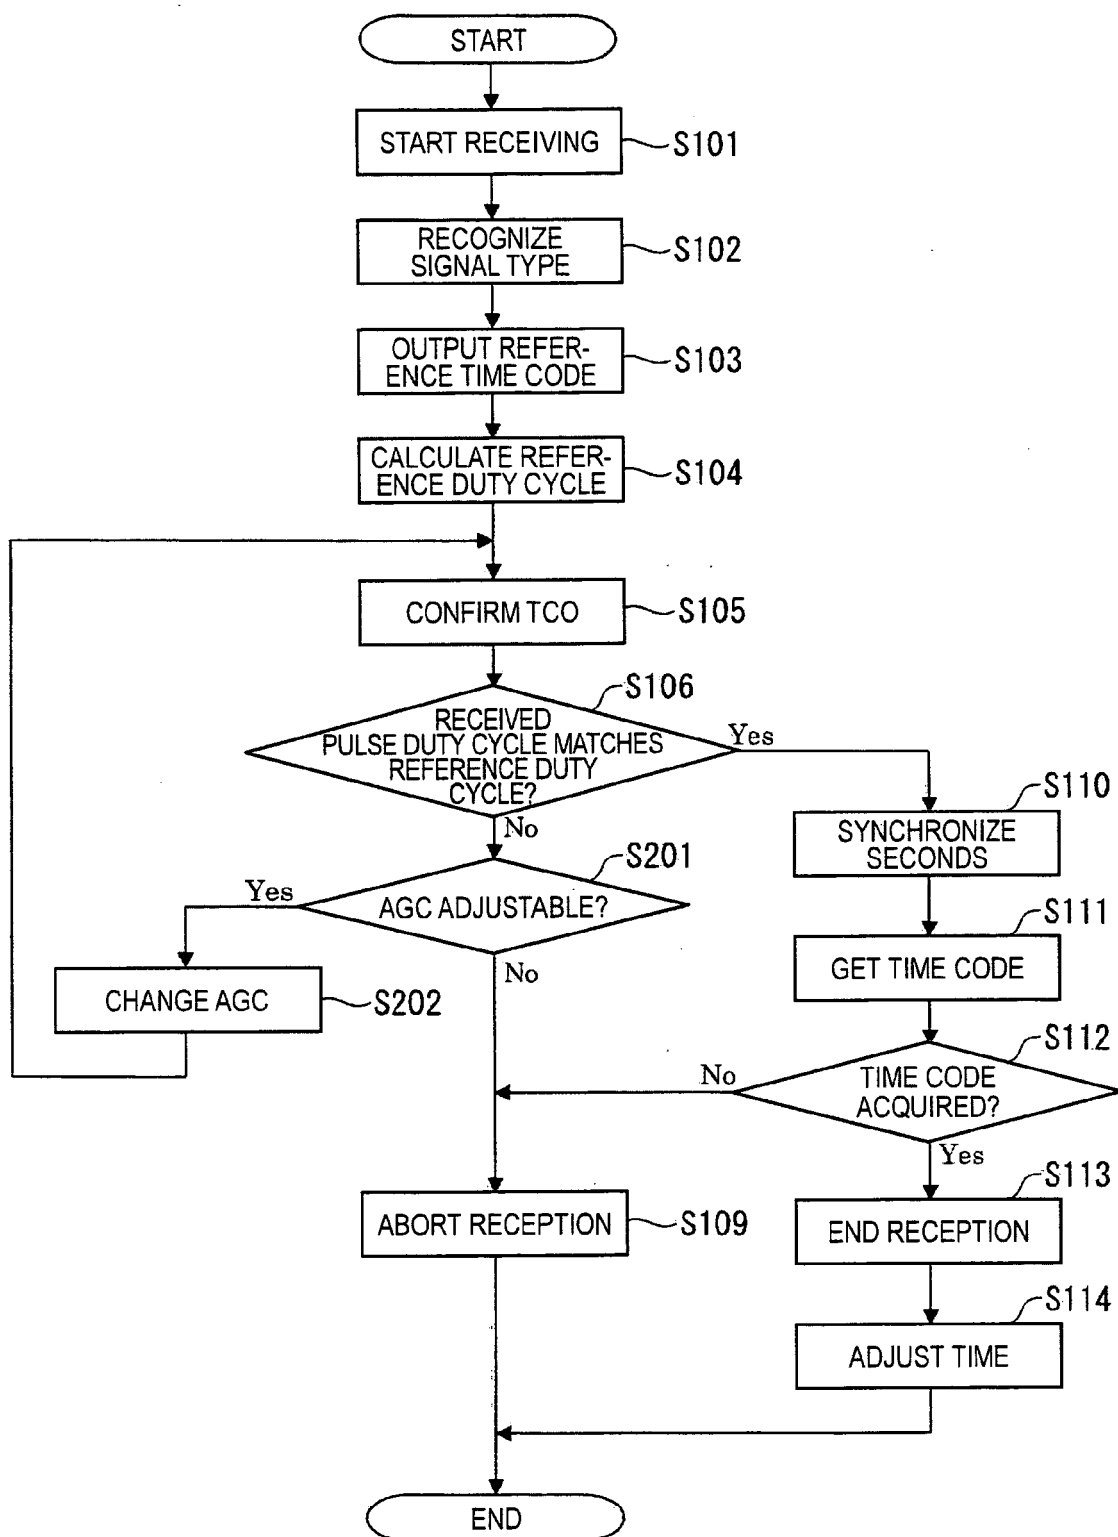 START
START RECEIVING
S101
RECOGNIZE
SIGNAL TYPE
S102
OUTPUT REFER-
ENCE TIME CODE
S103
CALCULATE REFER-
ENCE DUTY CYCLE
S104
CONFIRM TCO
S105
S106
RECEIVED
PULSE DUTY CYCLE MATCHES
REFERENCE DUTY
CYCLE?
Yes
No
S110
SYNCHRONIZE
SECONDS
S201
AGC ADJUSTABLE?
Yes
No
S111
GET TIME CODE
CHANGE AGC
S202
S112
TIME CODE
ACQUIRED?
No
Yes
ABORT RECEPTION
S109
S113
END RECEPTION
S114
ADJUST TIME
END